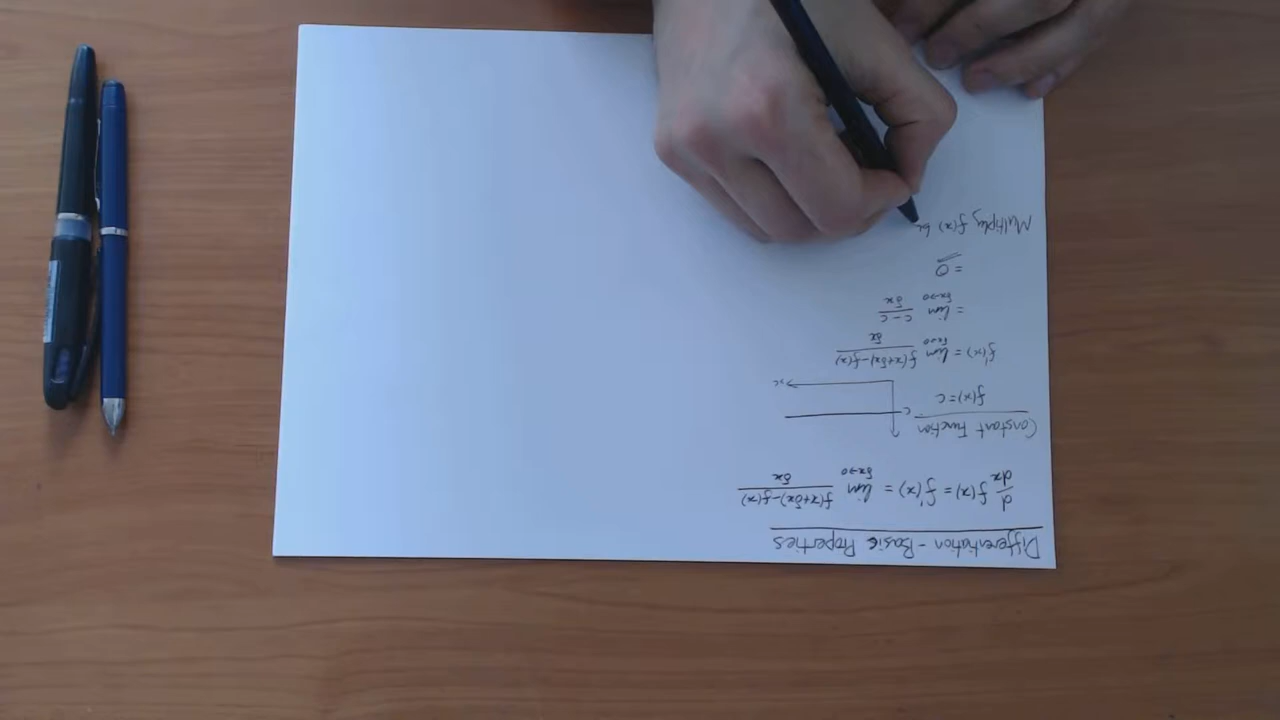 Differentiation - Basic Properties
d/dx f(x) = f'(x) = lim δx→0 f(x+δx)-f(x)/δx
Constant Function
f(x)=c
c
x
f'(x) = lim δx→0 f(x+δx)-f(x)/δx
= lim δx→0 c-c/δx
= 0
Multiply f(x)